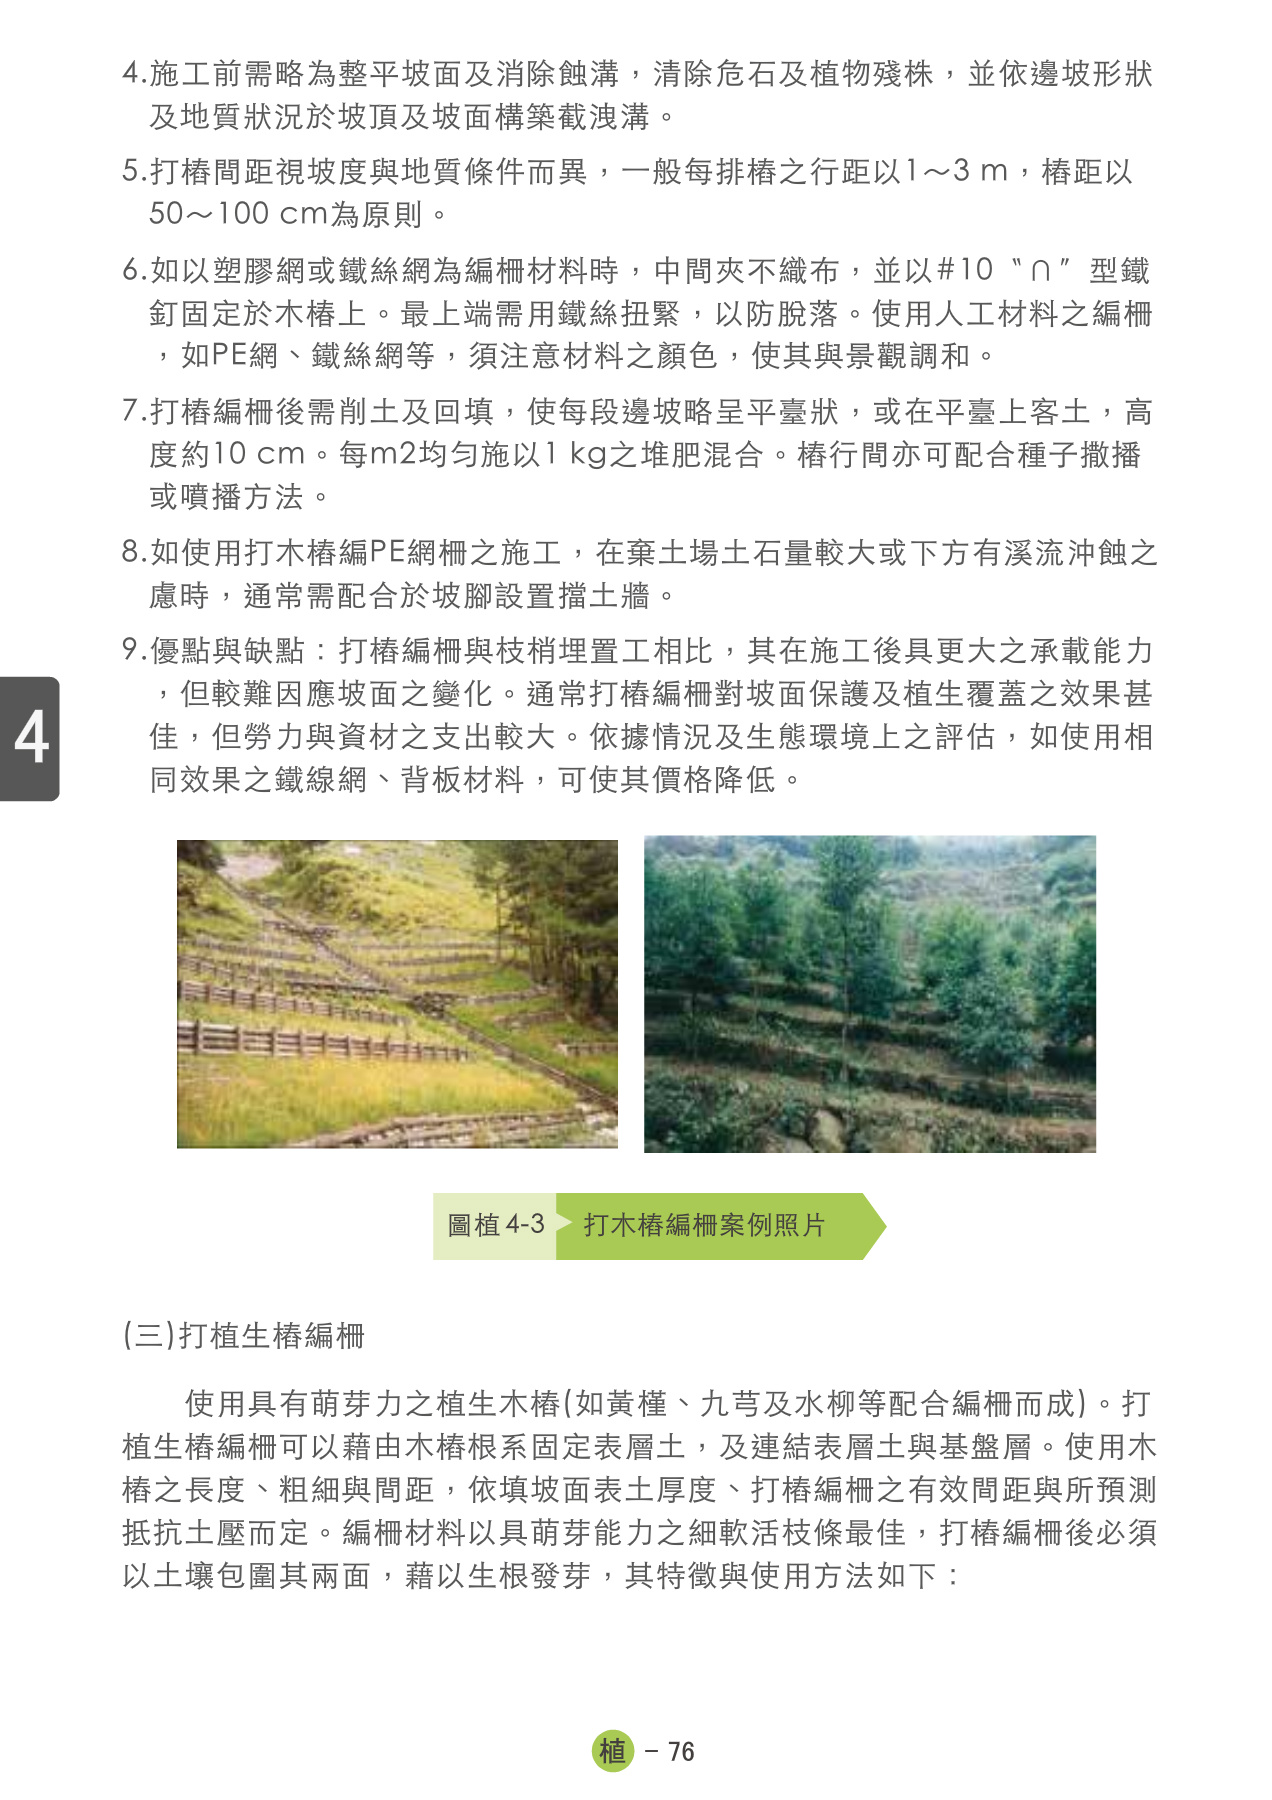 4.施工前需略為整平坡面及消除蝕溝，清除危石及植物殘株，並依邊坡形狀
及地質狀況於坡頂及坡面構築截洩溝。
5.打樁間距視坡度與地質條件而異，一般每排樁之行距以1～3 m，樁距以
50～100 cm為原則。
6.如以塑膠網或鐵絲網為編柵材料時，中間夾不織布，並以#10〝∩〞型鐵
釘固定於木樁上。最上端需用鐵絲扭緊，以防脫落。使用人工材料之編柵
，如PE網、鐵絲網等，須注意材料之顏色，使其與景觀調和。
7.打樁編柵後需削土及回填，使每段邊坡略呈平臺狀，或在平臺上客土，高
度約10 cm。每m2均勻施以1 kg之堆肥混合。樁行間亦可配合種子撒播
或噴播方法。
8.如使用打木樁編PE網柵之施工，在棄土場土石量較大或下方有溪流沖蝕之
慮時，通常需配合於坡腳設置擋土牆。
9.優點與缺點：打樁編柵與枝梢埋置工相比，其在施工後具更大之承載能力
，但較難因應坡面之變化。通常打樁編柵對坡面保護及植生覆蓋之效果甚
佳，但勞力與資材之支出較大。依據情況及生態環境上之評估，如使用相
同效果之鐵線網、背板材料，可使其價格降低。
4
圖植4-3 打木樁編柵案例照片
(三)打植生樁編柵
使用具有萌芽力之植生木樁(如黃槿、九芎及水柳等配合編柵而成)。打
植生樁編柵可以藉由木樁根系固定表層土，及連結表層土與基盤層。使用木
樁之長度、粗細與間距，依填坡面表土厚度、打樁編柵之有效間距與所預測
抵抗土壓而定。編柵材料以具萌芽能力之細軟活枝條最佳，打樁編柵後必須
以土壤包圍其兩面，藉以生根發芽，其特徵與使用方法如下：
植 – 76